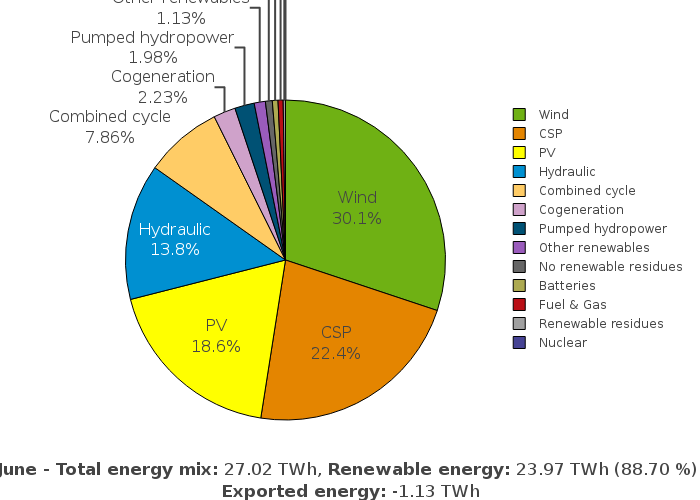 Other renewables
1.13%
Pumped hydropower
1.98%
Cogeneration
2.23%
Combined cycle
7.86%
Wind
30.1%
Hydraulic
13.8%
PV
18.6%
CSP
22.4%
Wind
CSP
PV
Hydraulic
Combined cycle
Cogeneration
Pumped hydropower
Other renewables
No renewable residues
Batteries
Fuel & Gas
Renewable residues
Nuclear
June - Total energy mix: 27.02 TWh, Renewable energy: 23.97 TWh (88.70 %)
Exported energy: -1.13 TWh